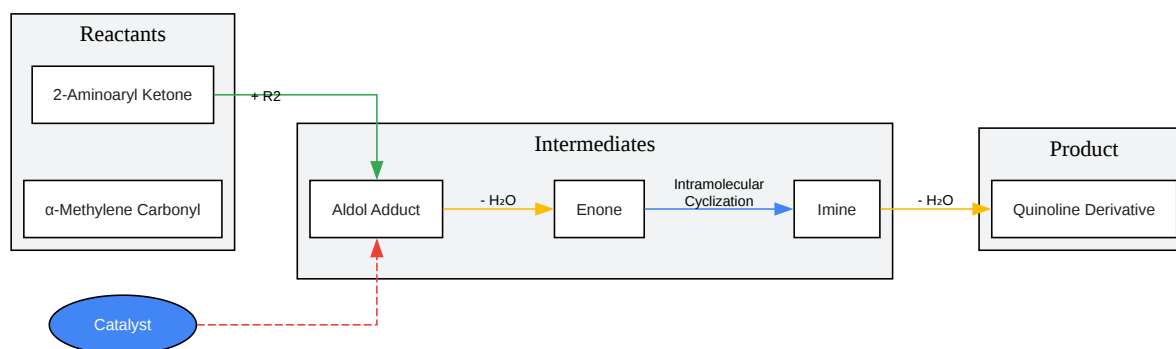 Reactants
2-Aminoaryl Ketone
+ R2
α-Methylene Carbonyl
Intermediates
Aldol Adduct
- H₂O
Enone
Intramolecular
Cyclization
Imine
- H₂O
Product
Quinoline Derivative
Catalyst